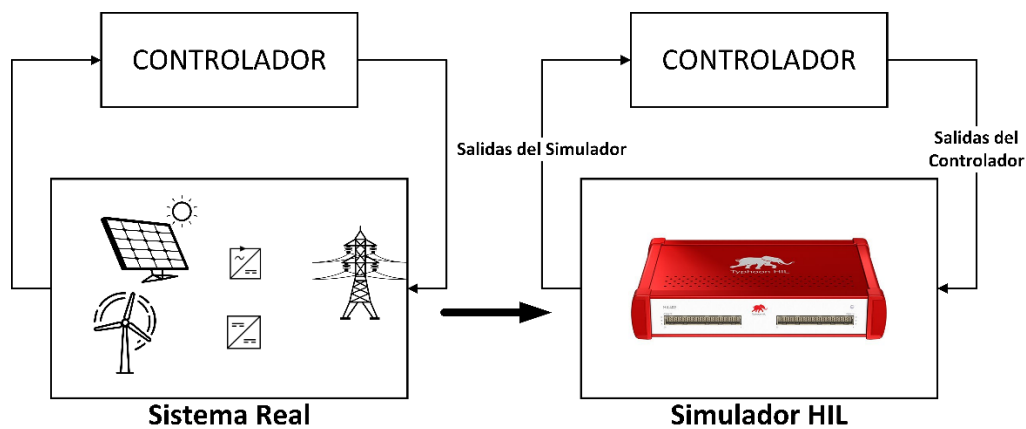 CONTROLADOR
CONTROLADOR
Salidas del Simulador
Salidas del
Controlador
Typhoon HIL
Sistema Real
Simulador HIL